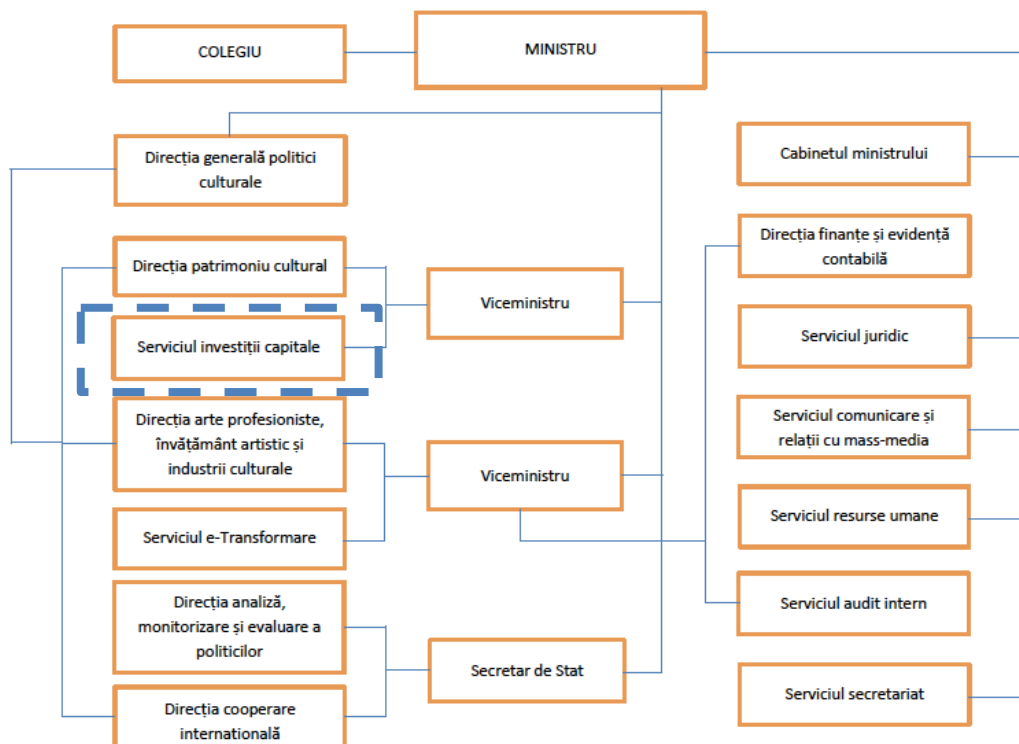 COLEGIU
MINISTRU
Direcția generală politici
culturale
Cabinetul ministrului
Direcția patrimoniu cultural
Viceministru
Direcția finanțe și evidență
contabilă
Serviciul investiții capitale
Serviciul juridic
Direcția arte profesioniste,
învățământ artistic și
industrii culturale
Viceministru
Serviciul comunicare și
relații cu mass-media
Serviciul e-Transformare
Serviciul resurse umane
Direcția analiză,
monitorizare și evaluare a
politicilor
Secretar de Stat
Serviciul audit intern
Direcția cooperare
internațională
Serviciul secretariat